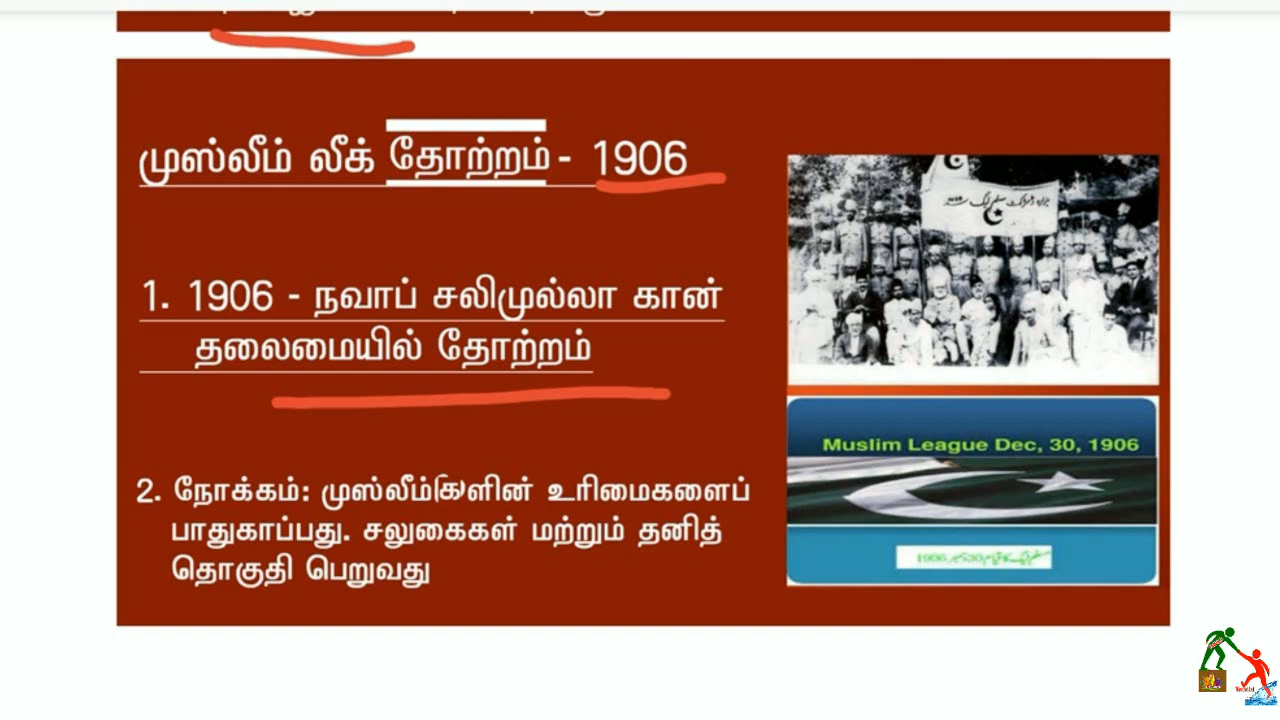 முஸ்லீம் லீக் தோற்றம் - 1906
1. 1906 - நவாப் சலிமுல்லா கான்
தலைமையில் தோற்றம்
Muslim League Dec, 30, 1906
2. நோக்கம்: முஸ்லீம்களின் உரிமைகளைப்
பாதுகாப்பது. சலுகைகள் மற்றும் தனித்
தொகுதி பெறுவது